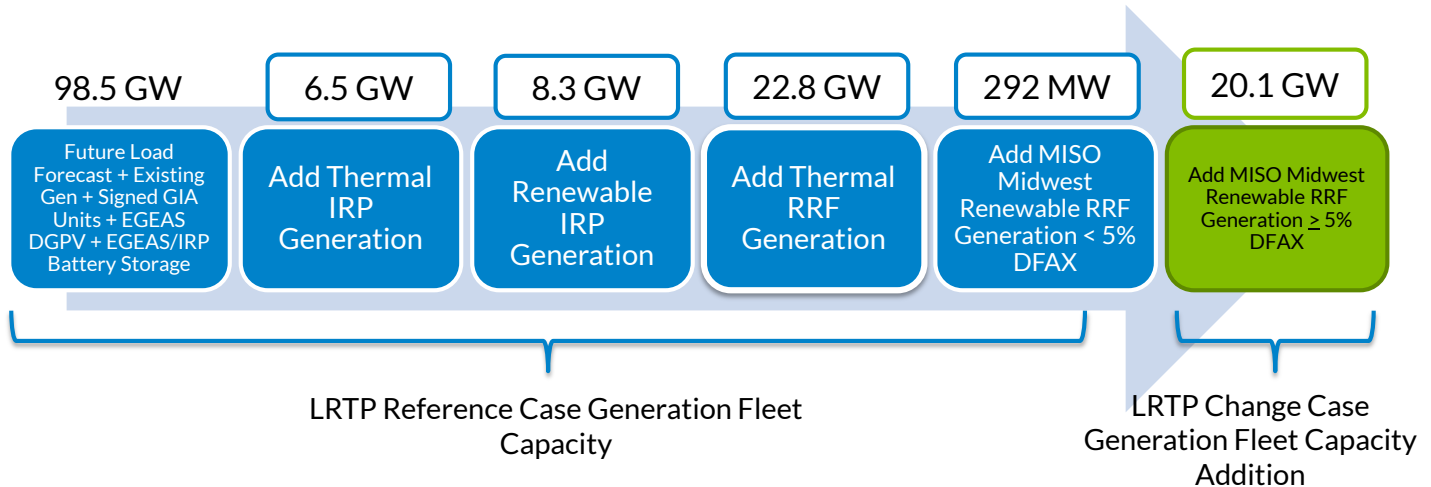 98.5 GW
6.5 GW
8.3 GW
22.8 GW
292 MW
20.1 GW
Future Load
Forecast + Existing
Gen + Signed GIA
Units + EGEAS
DGPV + EGEAS/IRP
Battery Storage
Add Thermal
IRP
Generation
Add
Renewable
IRP
Generation
Add Thermal
RRF
Generation
Add MISO
Midwest
Renewable RRF
Generation < 5%
DFAX
Add MISO Midwest
Renewable RRF
Generation ≥ 5%
DFAX
LRTP Reference Case Generation Fleet
Capacity
LRTP Change Case
Generation Fleet Capacity
Addition